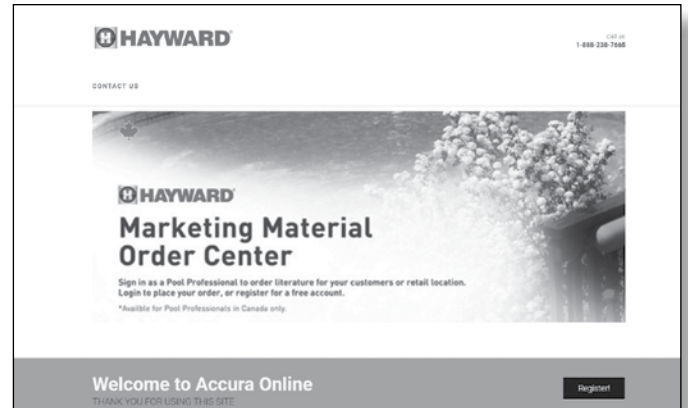 HAYWARD
call us
1-888-238-7668
CONTACT US
HAYWARD
Marketing Material
Order Center
Sign in as a Pool Professional to order literature for your customers or retail location.
Login to place your order, or register for a free account.
*Availble for Pool Professionals in Canada only.
Welcome to Accura Online
THANK YOU FOR USING THIS SITE
Register!